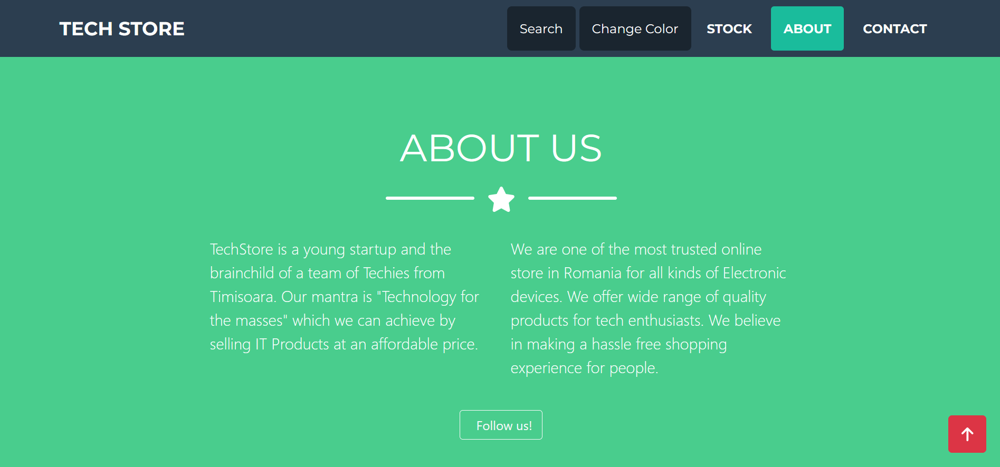 TECH STORE
Search
Change Color
STOCK
ABOUT
CONTACT
ABOUT US
TechStore is a young startup and the
brainchild of a team of Techies from
Timisoara. Our mantra is "Technology for
the masses" which we can achieve by
selling IT Products at an affordable price.
We are one of the most trusted online
store in Romania for all kinds of Electronic
devices. We offer wide range of quality
products for tech enthusiasts. We believe
in making a hassle free shopping
experience for people.
Follow us!